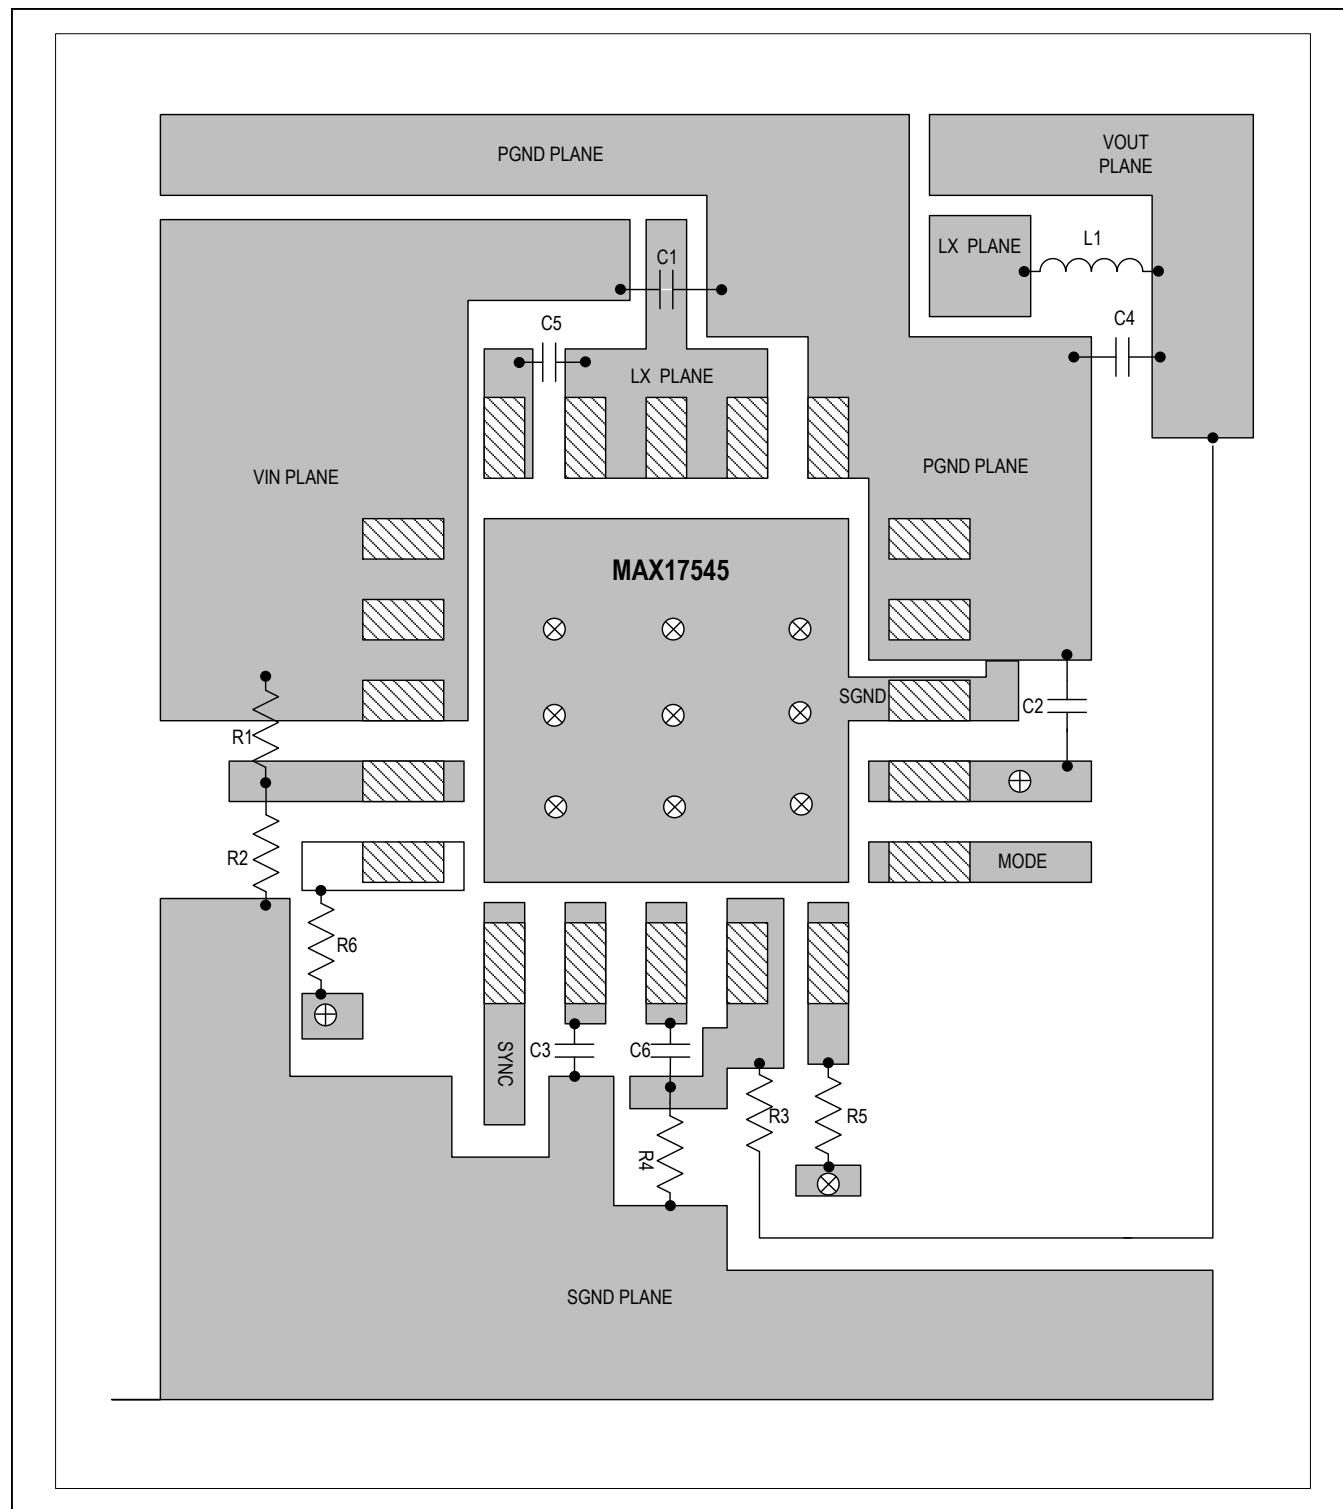 PGND PLANE
VOUT
PLANE
LX PLANE
L1
C1
C4
C5
LX PLANE
VIN PLANE
PGND PLANE
MAX17545
SGND
C2
R1
R2
MODE
R6
SYNC
C3
C6
R3
R5
R4
SGND PLANE